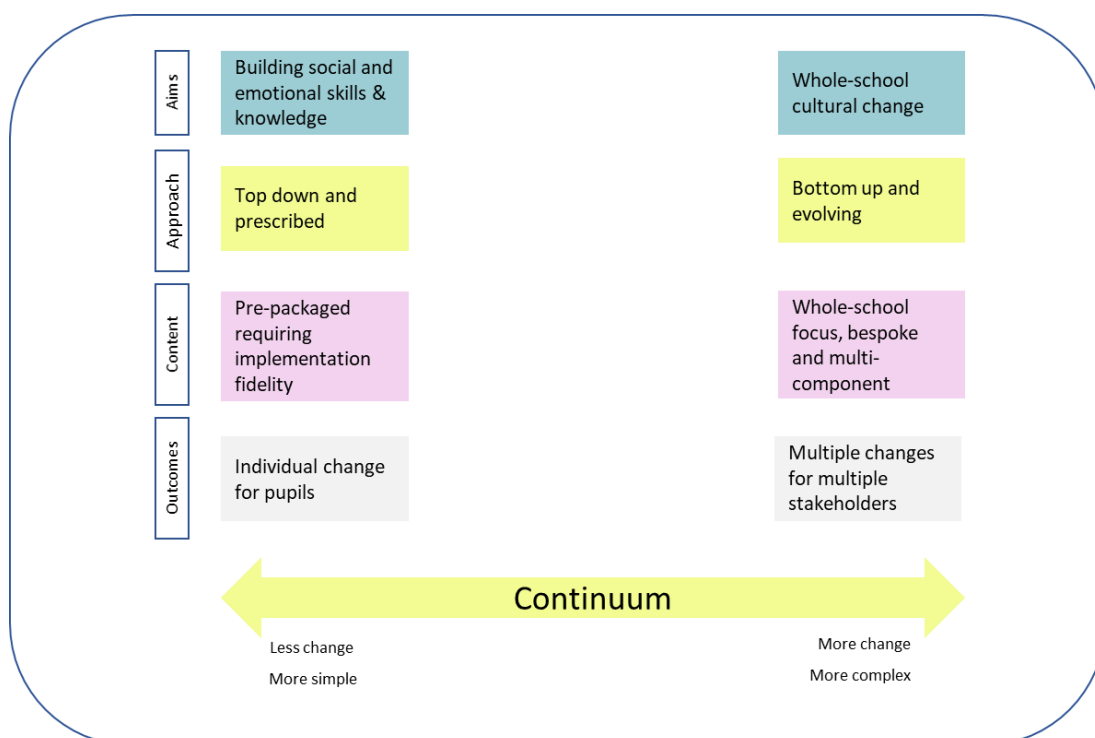 Aims
Building social and
emotional skills &
knowledge
Whole-school
cultural change
Approach
Top down and
prescribed
Bottom up and
evolving
Content
Pre-packaged
requiring
implementation
fidelity
Whole-school
focus, bespoke
and multi-
component
Outcomes
Individual change
for pupils
Multiple changes
for multiple
stakeholders
Continuum
Less change
More simple
More change
More complex